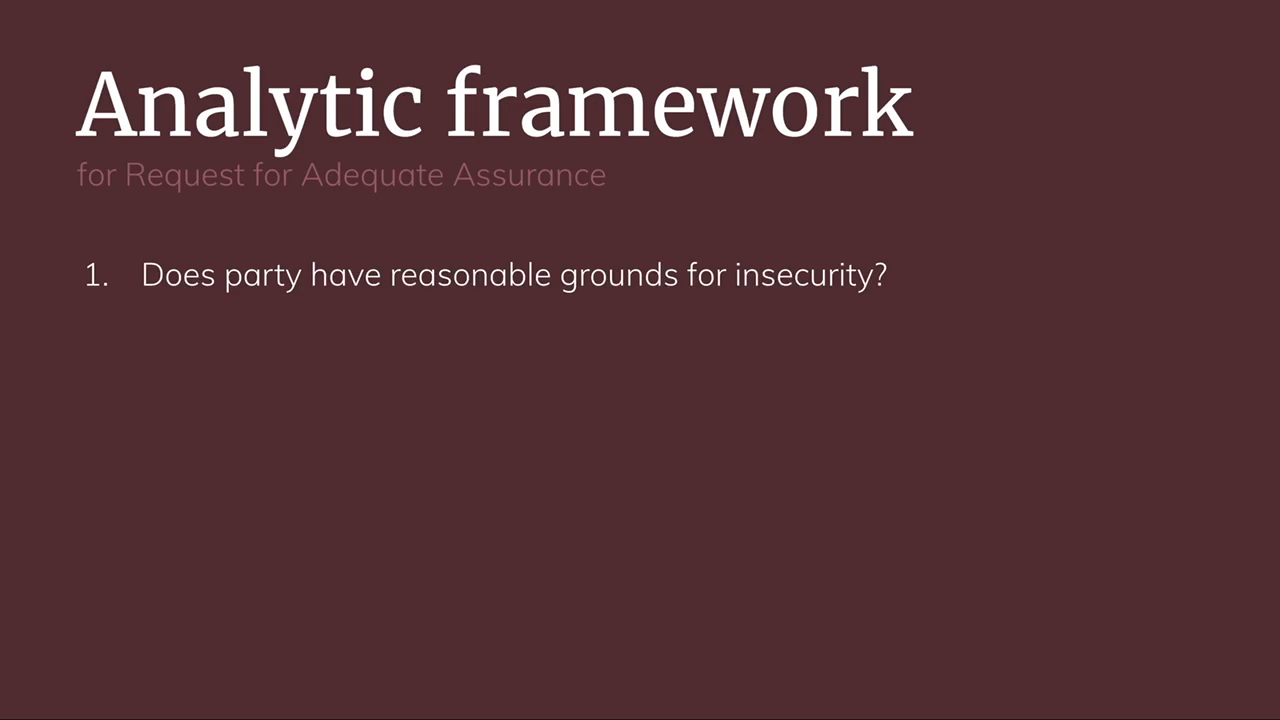 Analytic framework
for Request for Adequate Assurance
1. Does party have reasonable grounds for insecurity?